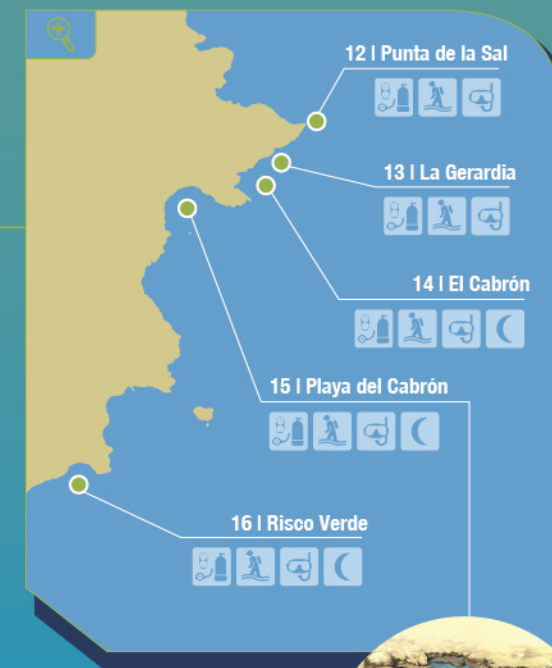 12 | Punta de la Sal
13 | La Gerardia
14 | El Cabrón
15 | Playa del Cabrón
16 | Risco Verde